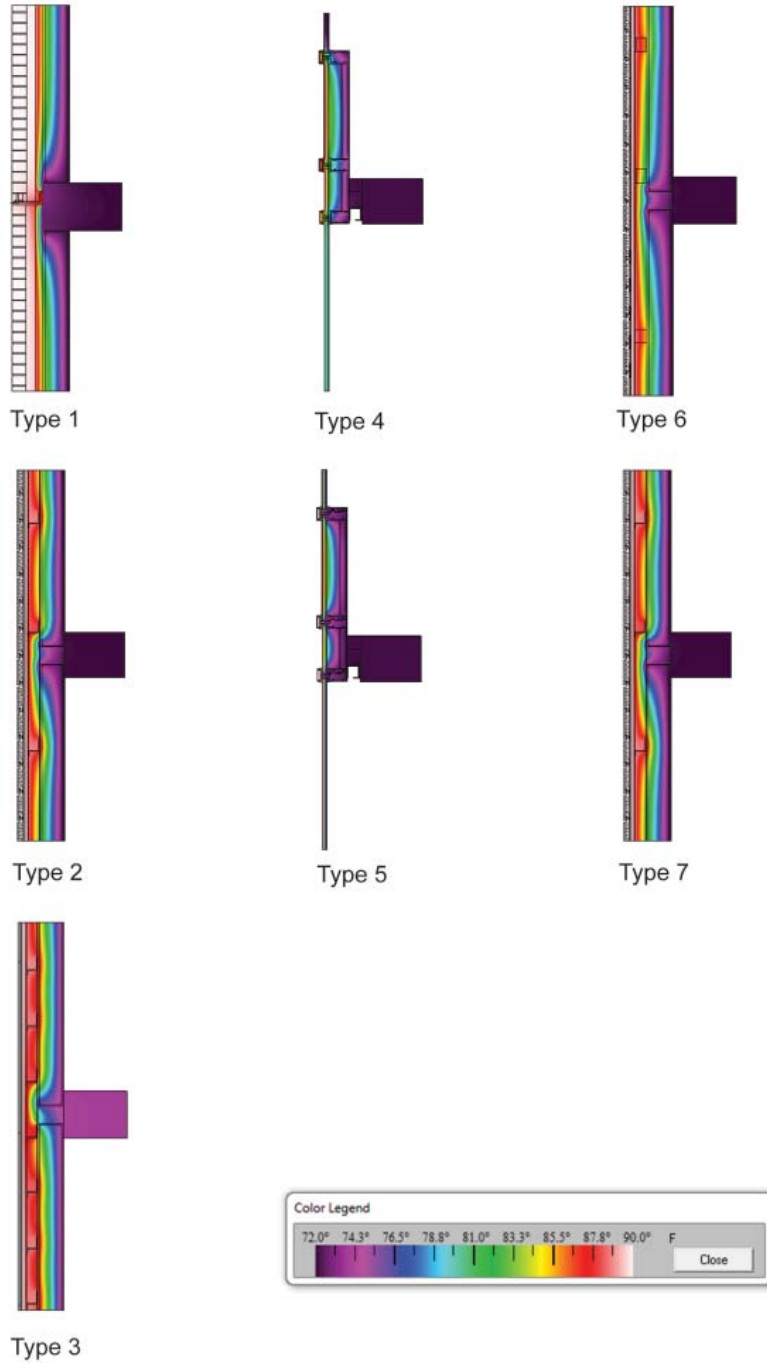 Type 1
Type 4
Type 6
Type 2
Type 5
Type 7
Type 3
Color Legend
72.0° 74.3° 76.5° 78.8° 81.0° 83.3° 85.5° 87.8° 90.0° F
Close